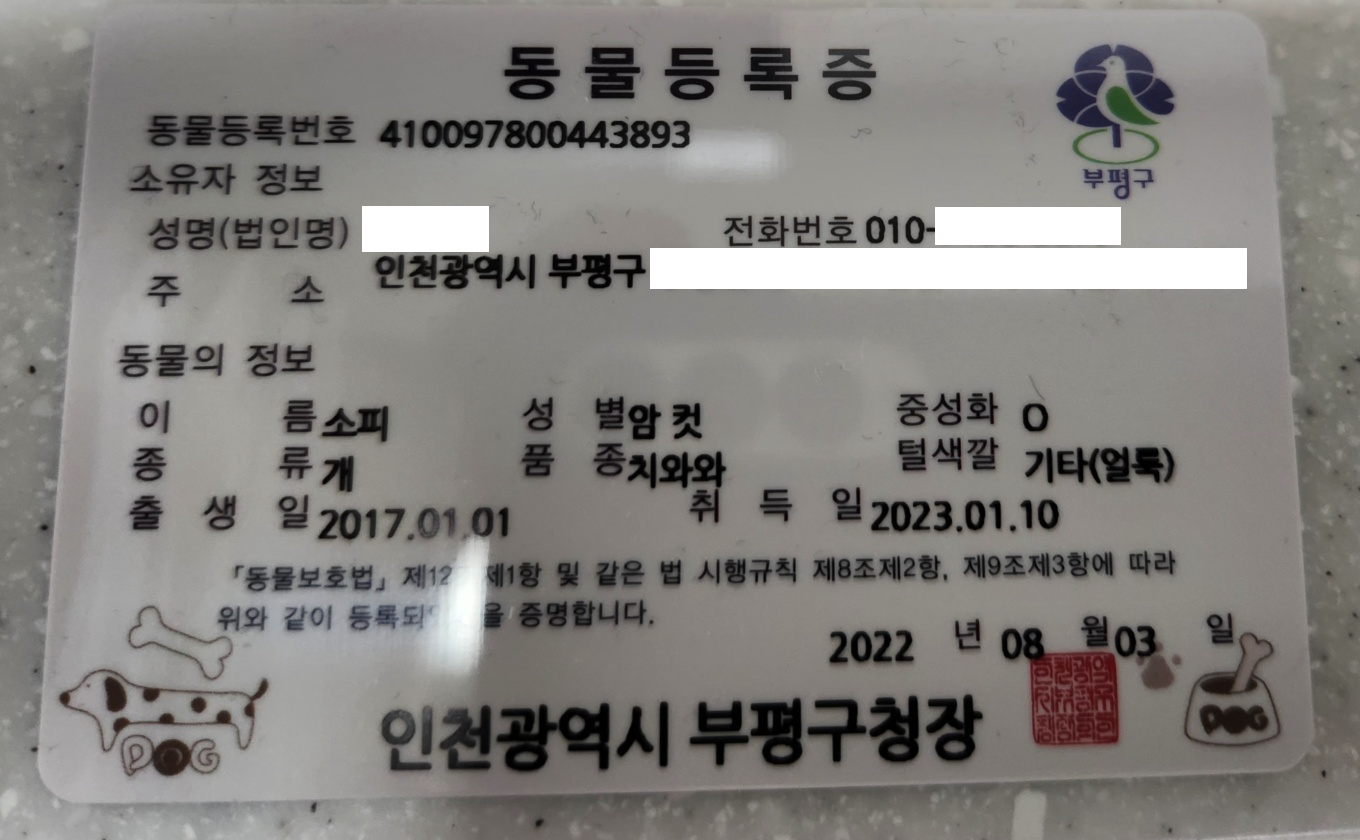 동물등록증
부평구
동물등록번호 410097800443893
소유자 정보
성명(법인명) 전화번호 010-
주 소 인천광역시 부평구
동물의 정보
이 름 소피 성 별 암컷 중성화 O
종 류 개 품 종 치와와 털색깔 기타(얼룩)
출 생 일 2017.01.01 취 득 일 2023.01.10
「동물보호법」 제12 제1항 및 같은 법 시행규칙 제8조제2항, 제9조제3항에 따라
위와 같이 등록되 을 증명합니다.
2022 년 08 월 03 일
인천광역시 부평구청장
DOG
DOG